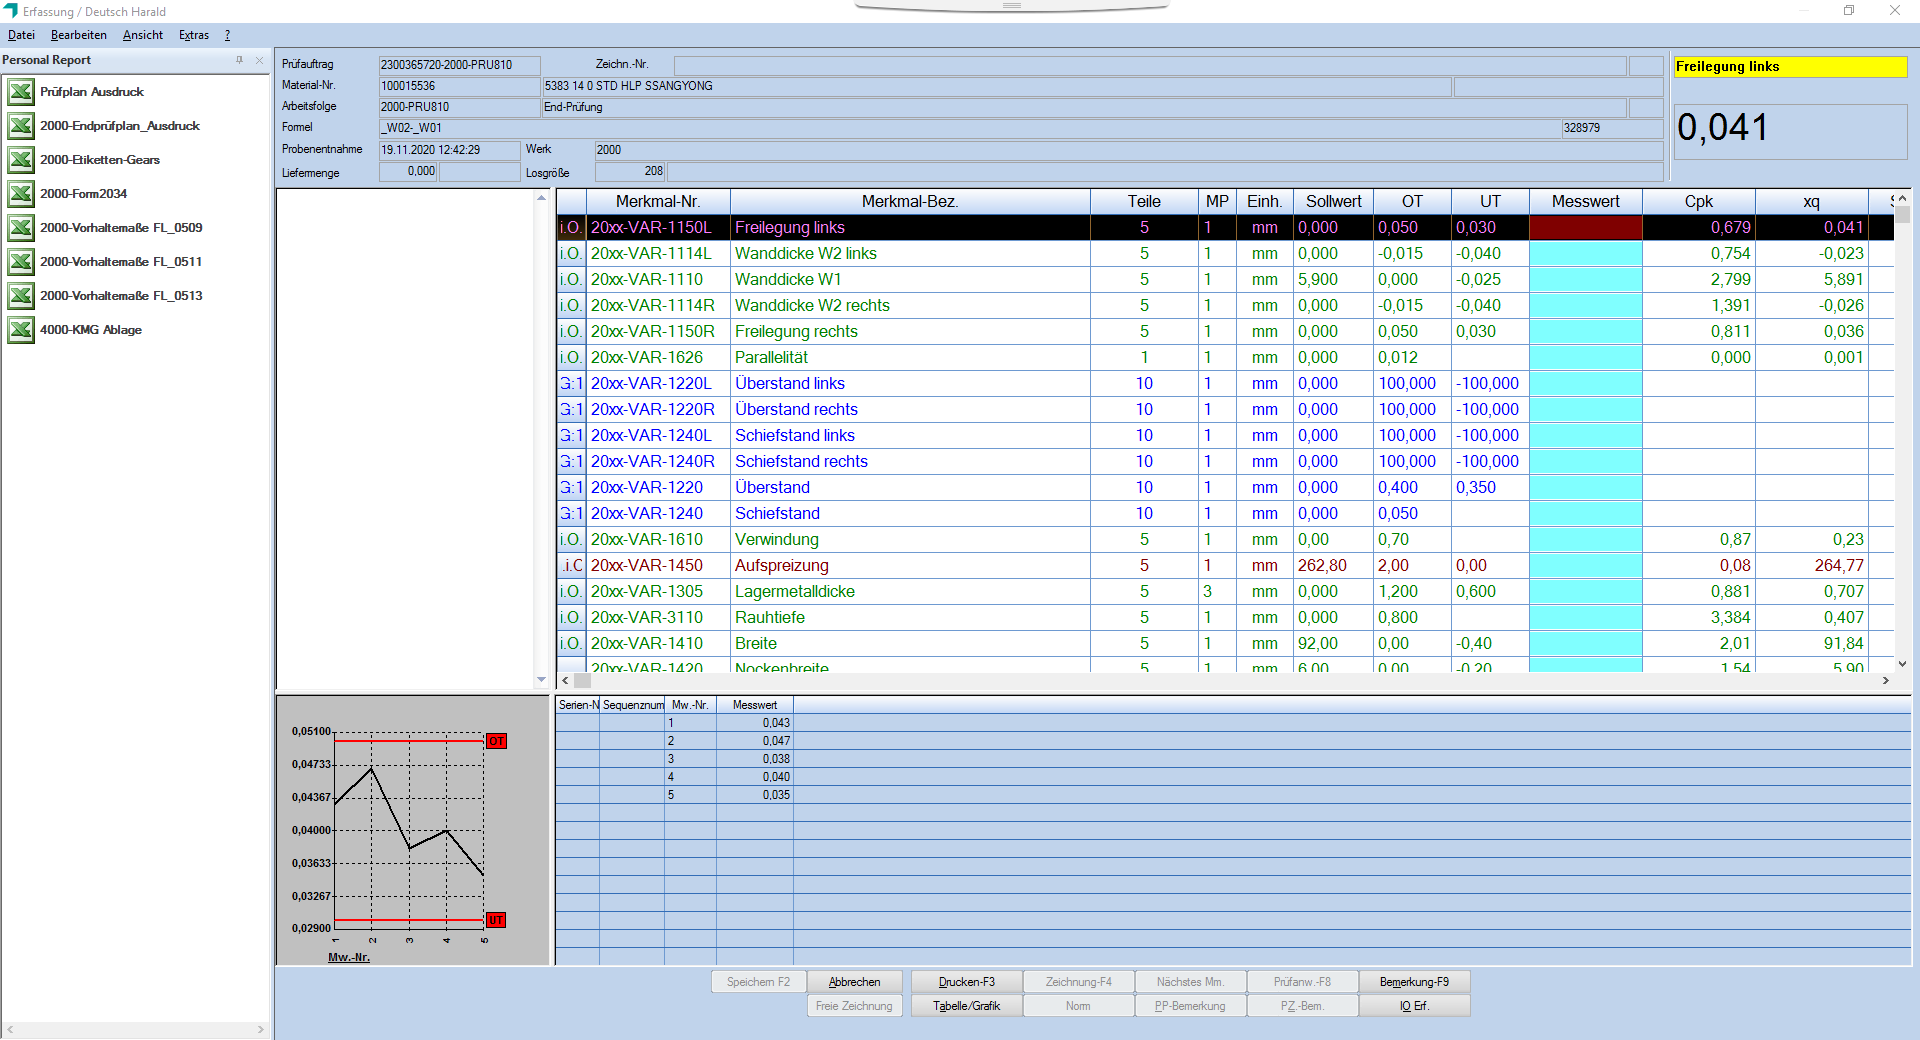 Erfassung / Deutsch Harald
Datei Bearbeiten Ansicht Extras ?
Personal Report
Prüfplan Ausdruck
2000-Endprüfplan_Ausdruck
2000-Etiketten-Gears
2000-Form2034
2000-Vorhaltemaße FL_0509
2000-Vorhaltemaße FL_0511
2000-Vorhaltemaße FL_0513
4000-KMG Ablage
Prüfauftrag 2300365720-2000-PRU810 Zeichn.-Nr.
Material-Nr. 100015536 5383 14 0 STD HLP SSANGYONG
Arbeitsfolge 2000-PRU810 End-Prüfung
Formel _W02-_W01 328979
Probenentnahme 19.11.2020 12:42:29 Werk 2000
Liefermenge 0,000 Losgröße 208
Freilegung links
0,041
Merkmal-Nr. Merkmal-Bez. Teile MP Einh. Sollwert OT UT Messwert Cpk xq
i.O. 20xx-VAR-1150L Freilegung links 5 1 mm 0,000 0,050 0,030 0,679 0,041
i.O. 20xx-VAR-1114L Wanddicke W2 links 5 1 mm 0,000 -0,015 -0,040 0,754 -0,023
i.O. 20xx-VAR-1110 Wanddicke W1 5 1 mm 5,900 0,000 -0,025 2,799 5,891
i.O. 20xx-VAR-1114R Wanddicke W2 rechts 5 1 mm 0,000 -0,015 -0,040 1,391 -0,026
i.O. 20xx-VAR-1150R Freilegung rechts 5 1 mm 0,000 0,050 0,030 0,811 0,036
i.O. 20xx-VAR-1626 Parallelität 1 1 mm 0,000 0,012 0,000 0,001
G:1 20xx-VAR-1220L Überstand links 10 1 mm 0,000 100,000 -100,000
G:1 20xx-VAR-1220R Überstand rechts 10 1 mm 0,000 100,000 -100,000
G:1 20xx-VAR-1240L Schiefstand links 10 1 mm 0,000 100,000 -100,000
G:1 20xx-VAR-1240R Schiefstand rechts 10 1 mm 0,000 100,000 -100,000
G:1 20xx-VAR-1220 Überstand 10 1 mm 0,000 0,400 0,350
G:1 20xx-VAR-1240 Schiefstand 10 1 mm 0,000 0,050
i.O. 20xx-VAR-1610 Verwindung 5 1 mm 0,00 0,70 0,87 0,23
.i.C 20xx-VAR-1450 Aufspreizung 5 1 mm 262,80 2,00 0,00 0,08 264,77
i.O. 20xx-VAR-1305 Lagermetalldicke 5 3 mm 0,000 1,200 0,600 0,881 0,707
i.O. 20xx-VAR-3110 Rauhtiefe 5 1 mm 0,000 0,800 3,384 0,407
i.O. 20xx-VAR-1410 Breite 5 1 mm 92,00 0,00 -0,40 2,01 91,84
20xx-VAR-1420 Nockenbreite 5 1 mm 6,00 0,00 -0,20 1,54 5,90
0,05100
0,04733
0,04367
0,04000
0,03633
0,03267
0,02900
OT
UT
1 2 3 4 5
Mw.-Nr.
Serien-N Sequenznum Mw.-Nr. Messwert
1 0,043
2 0,047
3 0,038
4 0,040
5 0,035
Speichern F2 Abbrechen Drucken-F3 Zeichnung-F4 Nächstes Mm. Prüfanw.-F8 Bemerkung-F9
Freie Zeichnung Tabelle/Grafik Norm PP-Bemerkung PZ.-Bem. IO Erf.